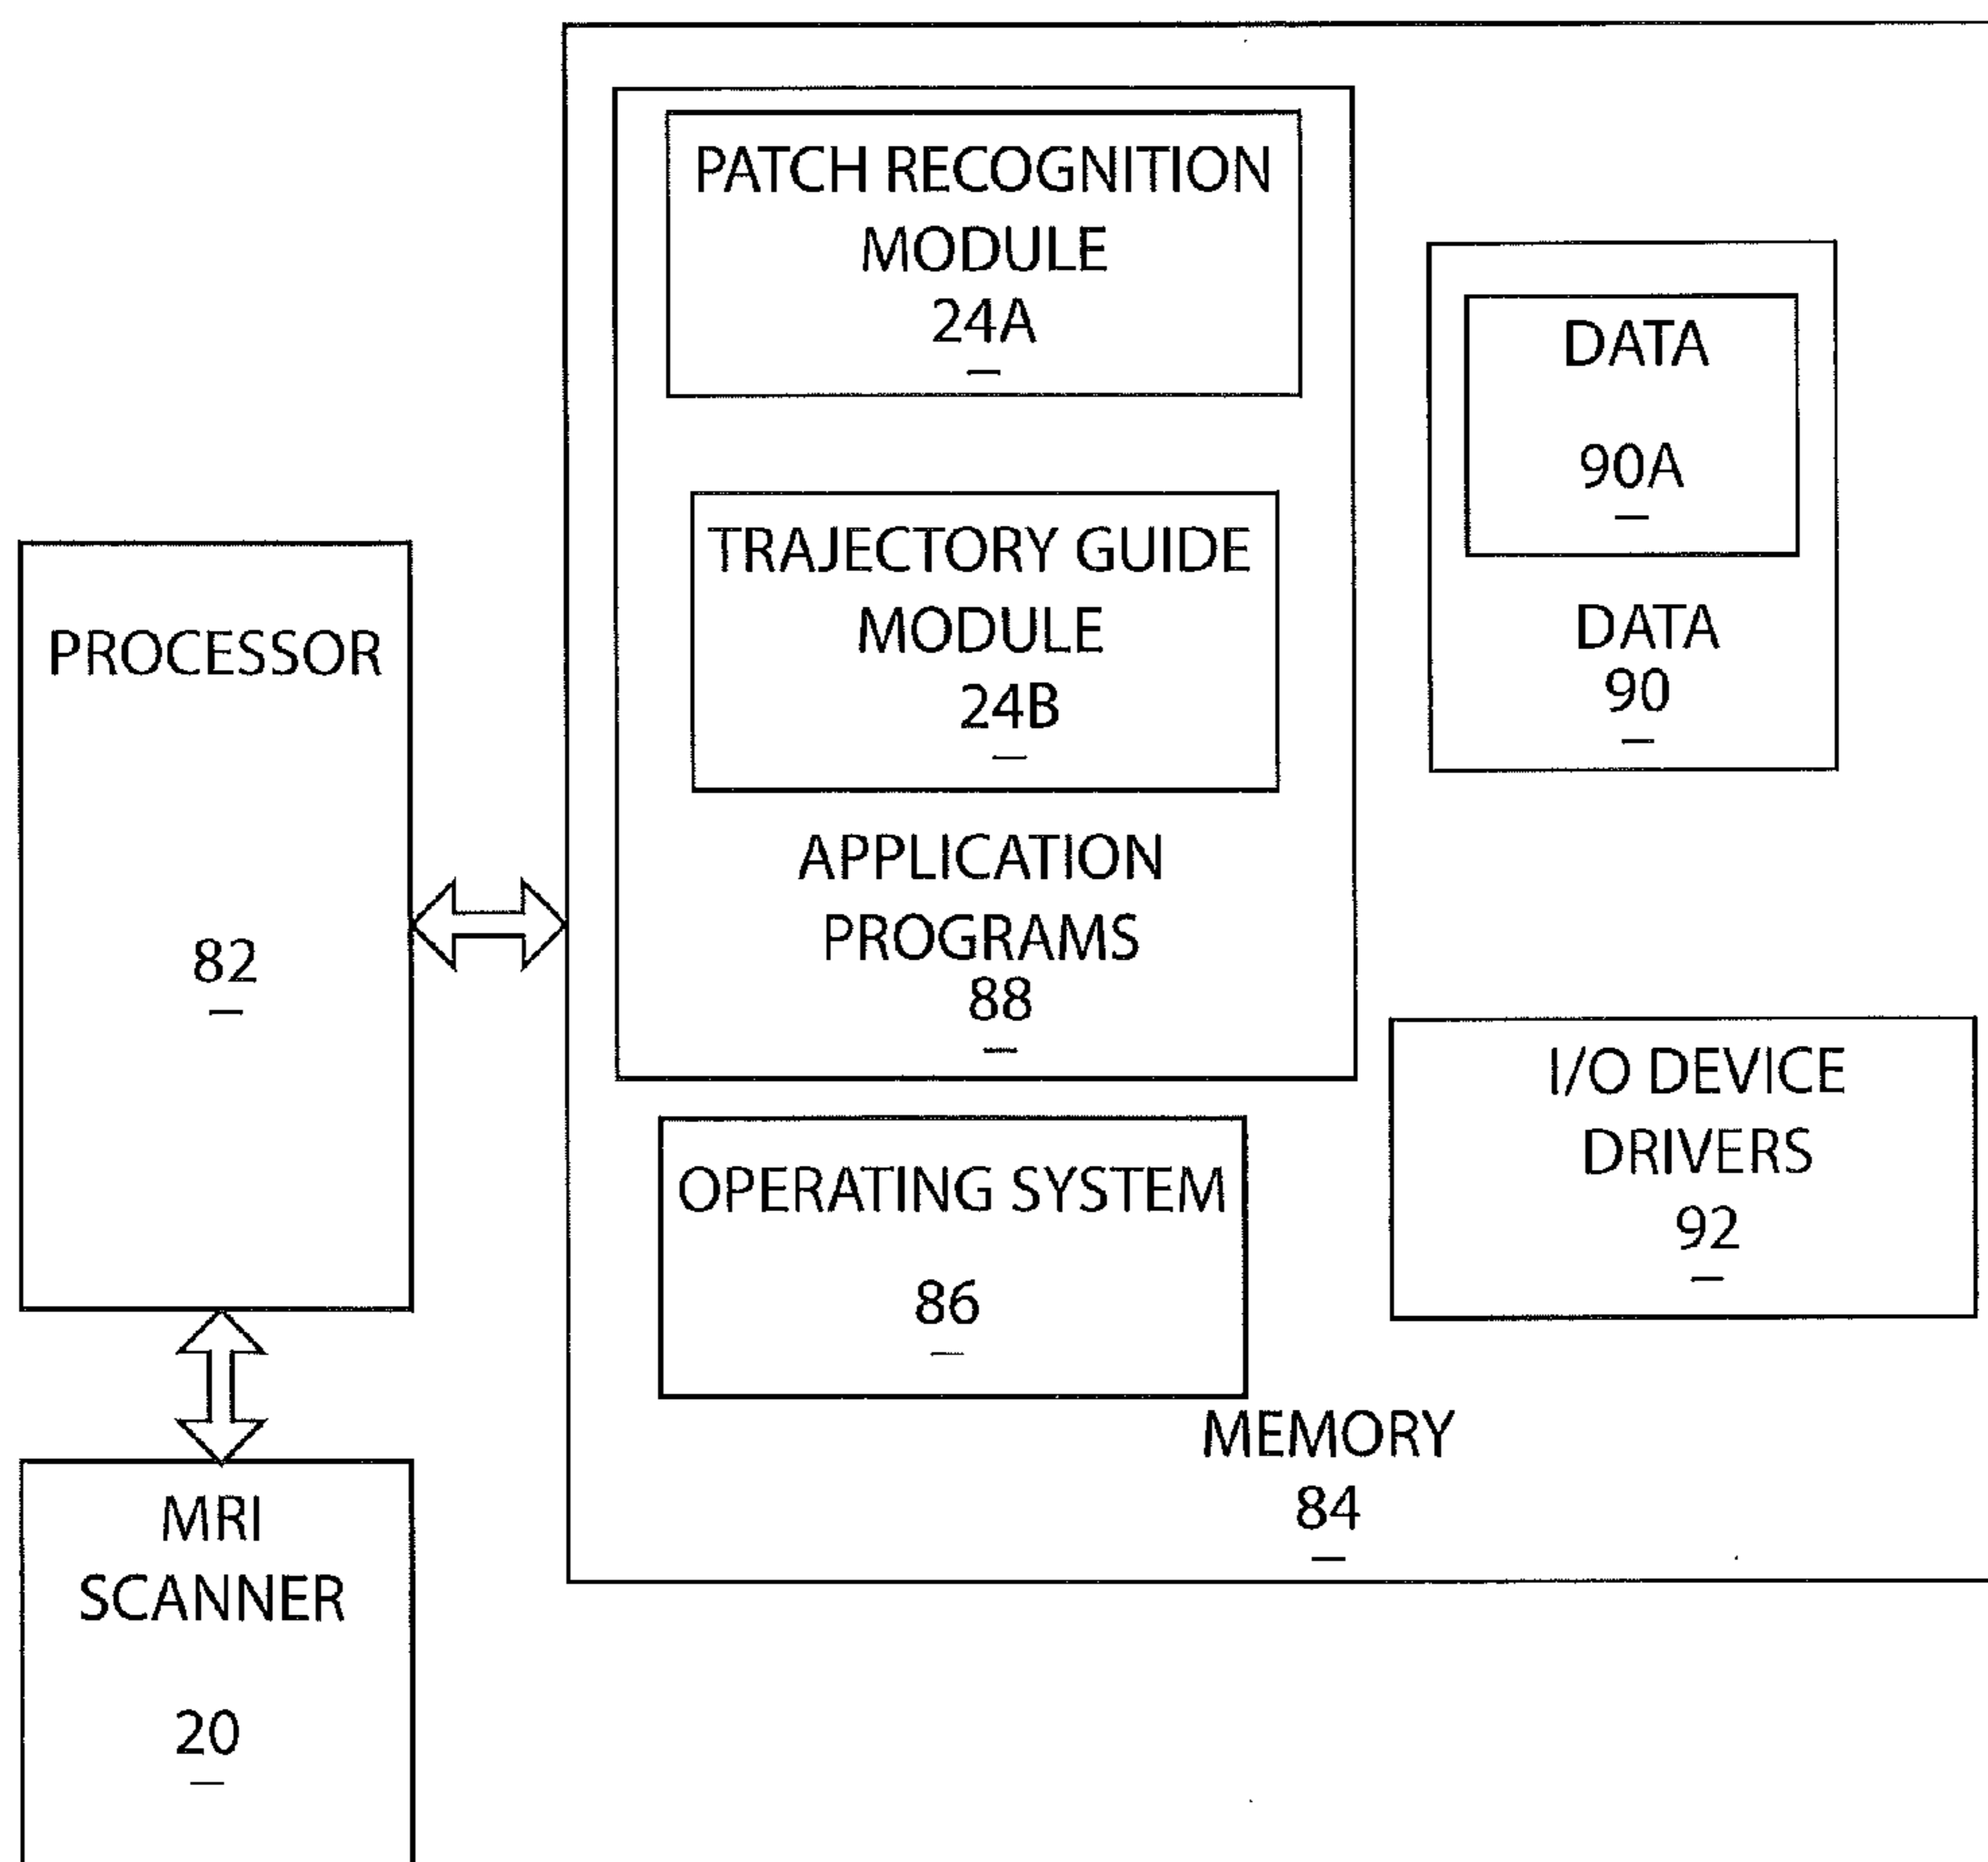 PATCH RECOGNITION
MODULE
24A
TRAJECTORY GUIDE
MODULE
24B
APPLICATION
PROGRAMS
88
DATA
90A
DATA
90
PROCESSOR
82
I/O DEVICE
DRIVERS
92
OPERATING SYSTEM
86
MEMORY
84
MRI
SCANNER
20